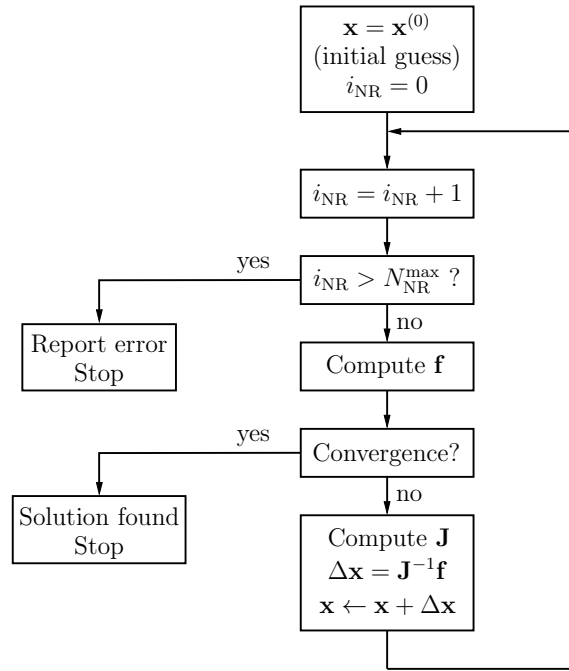 x = x^(0)
(initial guess)
i_NR = 0
i_NR = i_NR + 1
yes
i_NR > N_NR^max ?
no
Report error
Stop
Compute f
yes
Convergence?
no
Solution found
Stop
Compute J
Δx = J^−1 f
x ← x + Δx